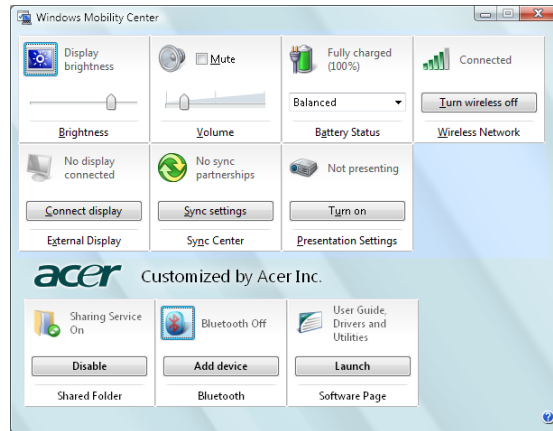 Windows Mobility Center
Display
brightness
Brightness
Mute
Volume
Fully charged
(100%)
Balanced
Battery Status
Connected
Turn wireless off
Wireless Network
No display
connected
Connect display
External Display
No sync
partnerships
Sync settings
Sync Center
Not presenting
Turn on
Presentation Settings
acer Customized by Acer Inc.
Sharing Service
On
Disable
Shared Folder
Bluetooth Off
Add device
Bluetooth
User Guide,
Drivers and
Utilities
Launch
Software Page